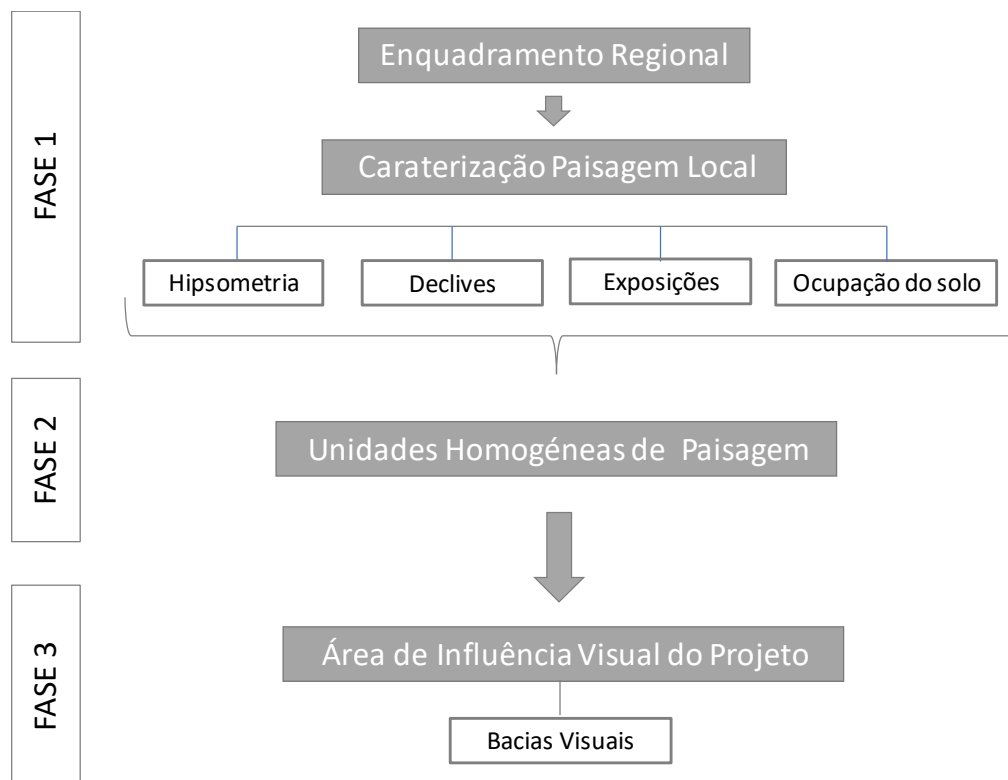 FASE 1
Enquadramento Regional
Caraterização Paisagem Local
Hipsometria
Declives
Exposições
Ocupação do solo
FASE 2
Unidades Homogéneas de Paisagem
FASE 3
Área de Influência Visual do Projeto
Bacias Visuais